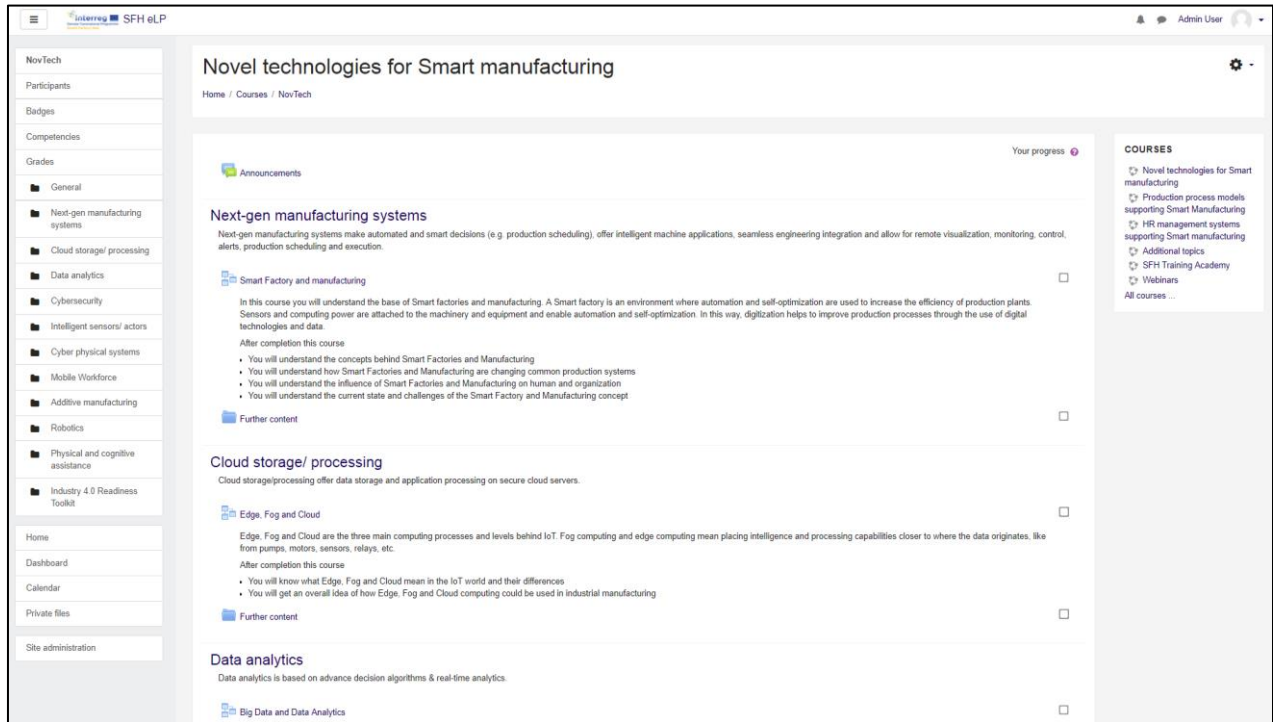 interreg SFH eLP
Admin User
NovTech
Participants
Badges
Competencies
Grades
General
Next-gen manufacturing
systems
Cloud storage/ processing
Data analytics
Cybersecurity
Intelligent sensors/ actors
Cyber physical systems
Mobile Workforce
Additive manufacturing
Robotics
Physical and cognitive
assistance
Industry 4.0 Readiness
Toolkit
Home
Dashboard
Calendar
Private files
Site administration
Novel technologies for Smart manufacturing
Home / Courses / NovTech
Your progress
Announcements
Next-gen manufacturing systems
Next-gen manufacturing systems make automated and smart decisions (e.g. production scheduling), offer intelligent machine applications, seamless engineering integration and allow for remote visualization, monitoring, control,
alerts, production scheduling and execution.
Smart Factory and manufacturing
In this course you will understand the base of Smart factories and manufacturing. A Smart factory is an environment where automation and self-optimization are used to increase the efficiency of production plants.
Sensors and computing power are attached to the machinery and equipment and enable automation and self-optimization. In this way, digitization helps to improve production processes through the use of digital
technologies and data.
After completion this course
• You will understand the concepts behind Smart Factories and Manufacturing
• You will understand how Smart Factories and Manufacturing are changing common production systems
• You will understand the influence of Smart Factories and Manufacturing on human and organization
• You will understand the current state and challenges of the Smart Factory and Manufacturing concept
Further content
Cloud storage/ processing
Cloud storage/processing offer data storage and application processing on secure cloud servers.
Edge, Fog and Cloud
Edge, Fog and Cloud are the three main computing processes and levels behind IoT. Fog computing and edge computing mean placing intelligence and processing capabilities closer to where the data originates, like
from pumps, motors, sensors, relays, etc.
After completion this course
• You will know what Edge, Fog and Cloud mean in the IoT world and their differences
• You will get an overall idea of how Edge, Fog and Cloud computing could be used in industrial manufacturing
Further content
Data analytics
Data analytics is based on advance decision algorithms & real-time analytics.
Big Data and Data Analytics
COURSES
Novel technologies for Smart
manufacturing
Production process models
supporting Smart Manufacturing
HR management systems
supporting Smart manufacturing
Additional topics
SFH Training Academy
Webinars
All courses ...